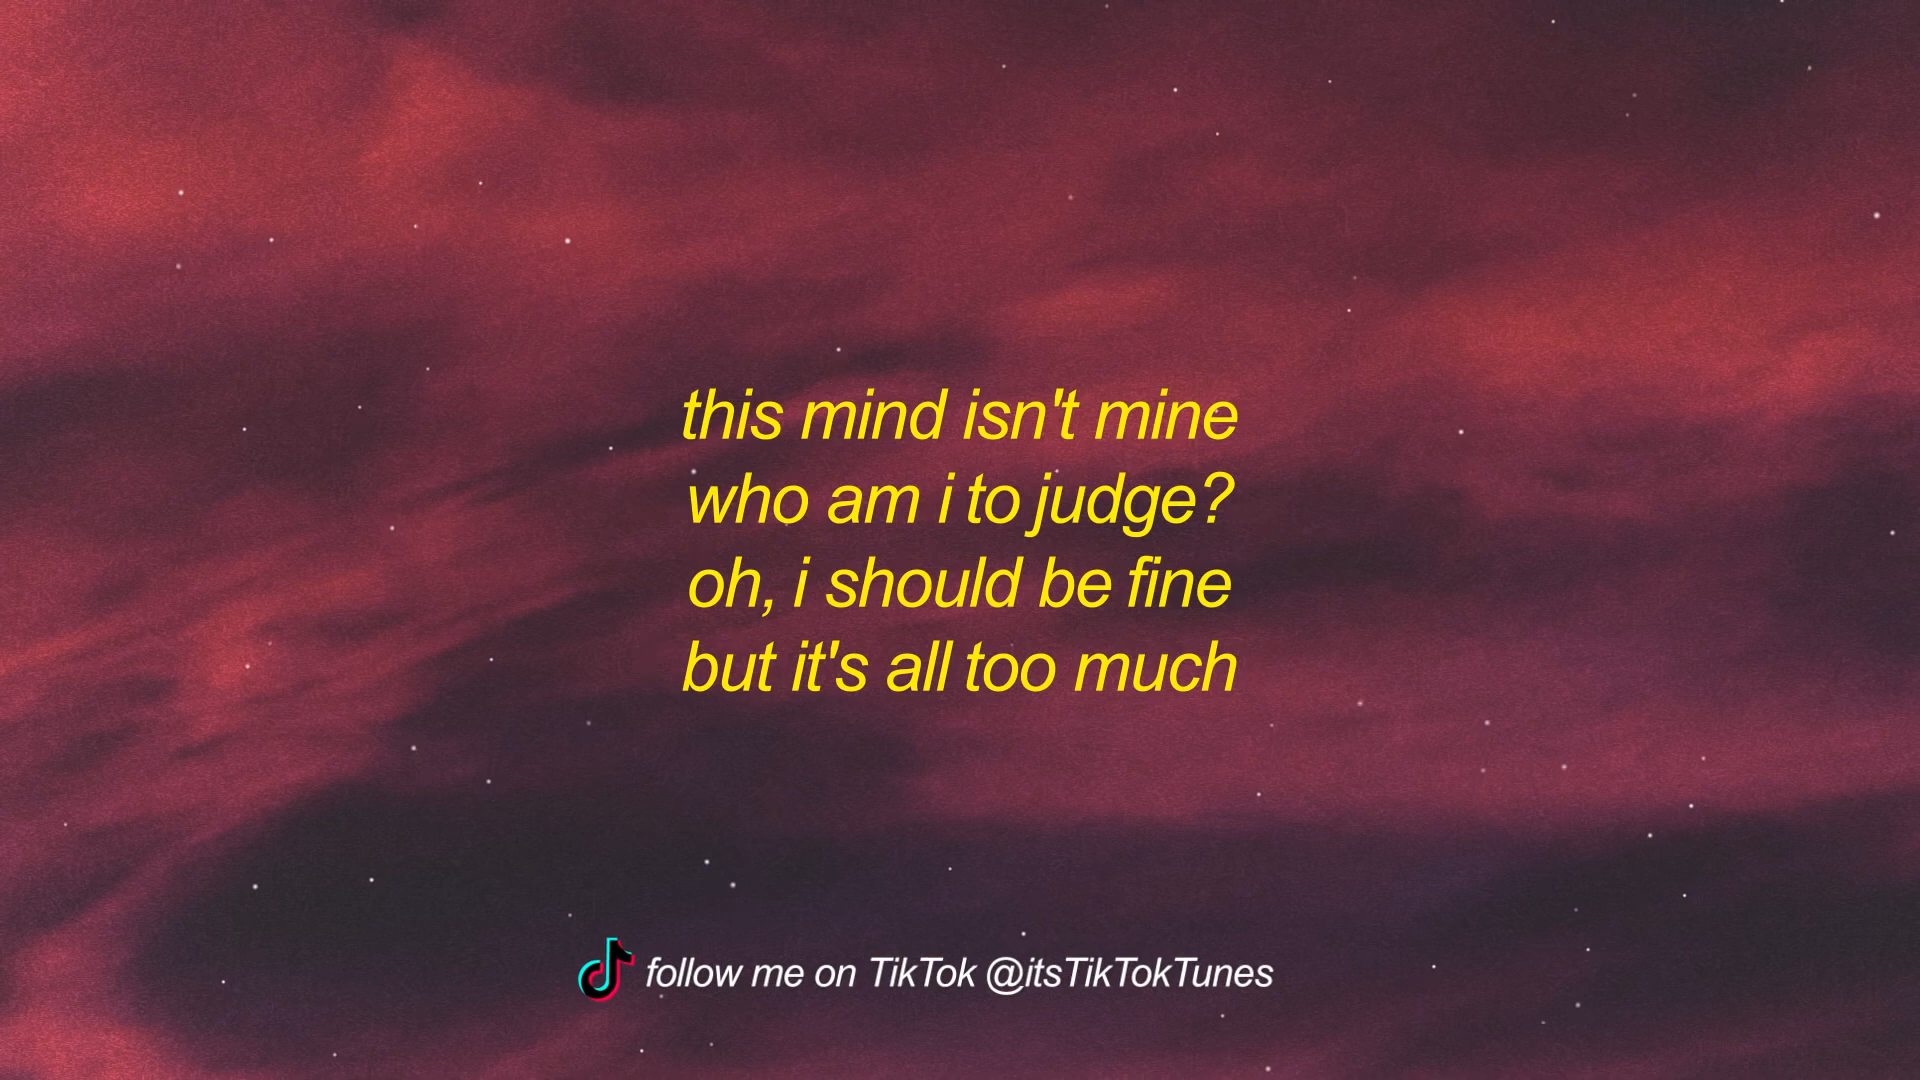 this mind isn't mine
who am i to judge?
oh, i should be fine
but it's all too much
follow me on TikTok @itsTikTokTunes